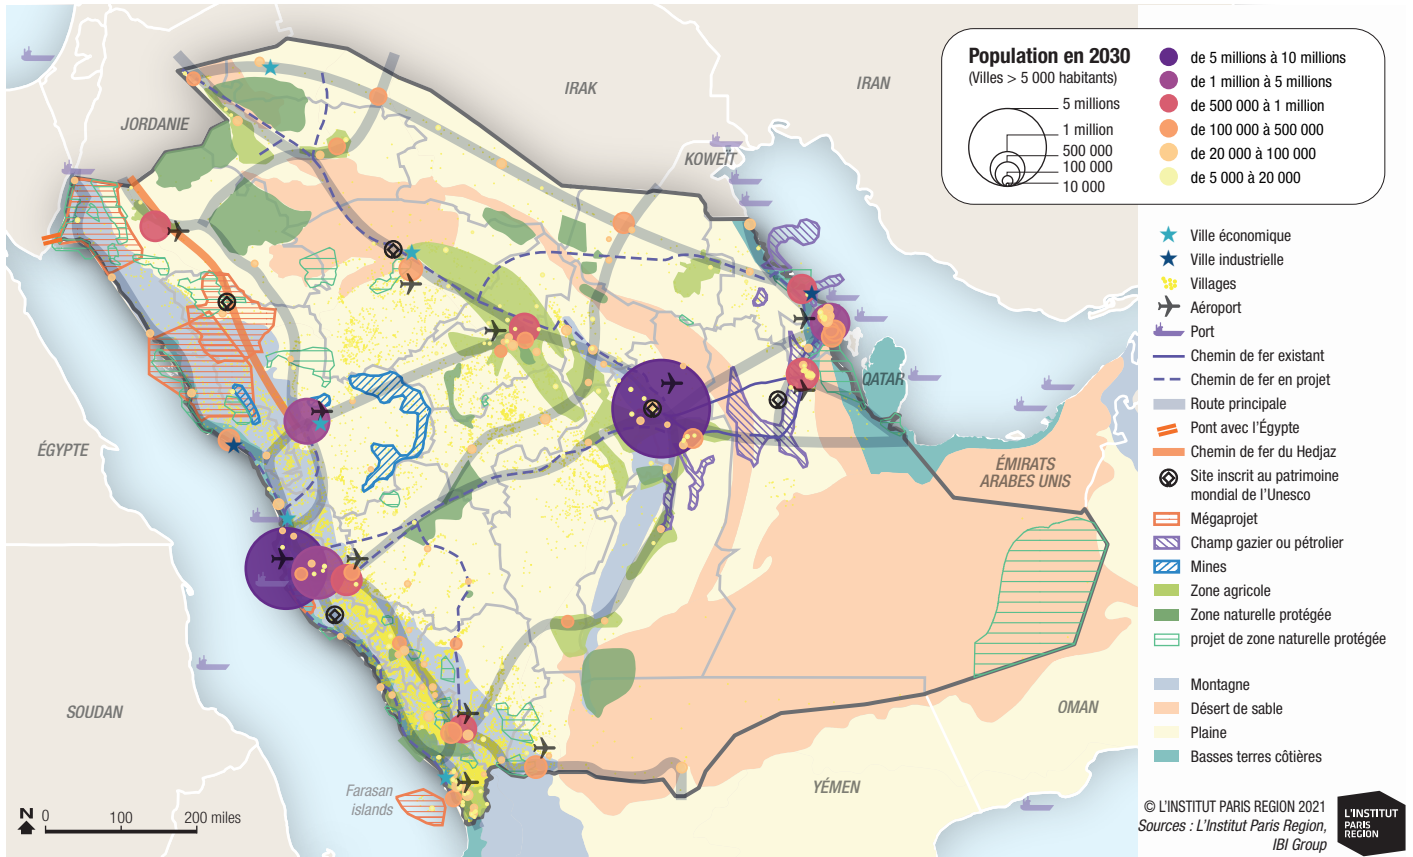 Population en 2030
(Villes > 5 000 habitants)
5 millions
1 million
500 000
100 000
10 000
de 5 millions à 10 millions
de 1 million à 5 millions
de 500 000 à 1 million
de 100 000 à 500 000
de 20 000 à 100 000
de 5 000 à 20 000
IRAK
IRAN
JORDANIE
KOWEÏT
QATAR
ÉGYPTE
ÉMIRATS
ARABES UNIS
SOUDAN
OMAN
YÉMEN
Farasan
islands
Ville économique
Ville industrielle
Villages
Aéroport
Port
Chemin de fer existant
Chemin de fer en projet
Route principale
Pont avec l'Égypte
Chemin de fer du Hedjaz
Site inscrit au patrimoine
mondial de l'Unesco
Mégaprojet
Champ gazier ou pétrolier
Mines
Zone agricole
Zone naturelle protégée
projet de zone naturelle protégée
Montagne
Désert de sable
Plaine
Basses terres côtières
N
0 100 200 miles
© L'INSTITUT PARIS REGION 2021
Sources : L'Institut Paris Region,
IBI Group
L'INSTITUT
PARIS
REGION